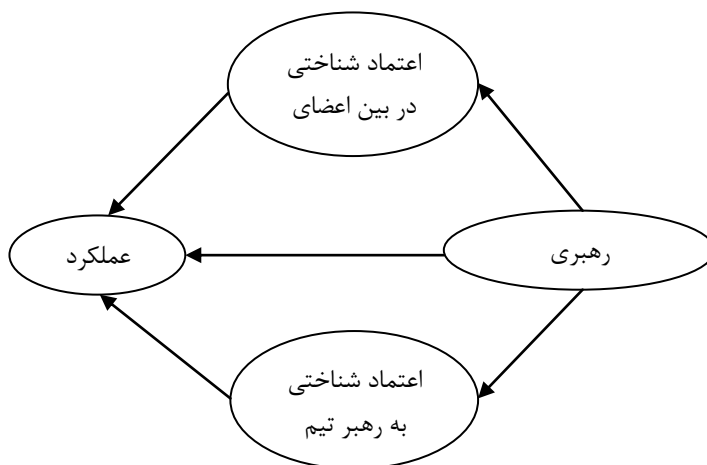 اعتماد شناختی
در بین اعضای
رهبری
عملکرد
اعتماد شناختی
به رهبر تیم